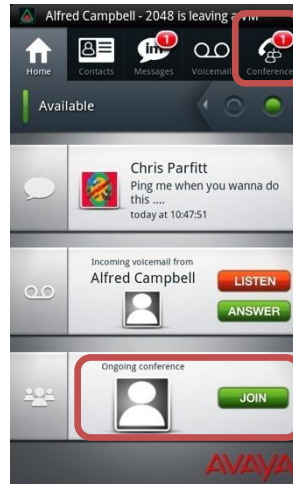 Alfred Campbell - 2048 is leaving a VM
im
1
1
Home
Contacts
Messages
Voicemail
Conference
Available
Chris Parfitt
Ping me when you wanna do
this ....
today at 10:47:51
Incoming voicemail from
Alfred Campbell
LISTEN
ANSWER
Ongoing conference
JOIN
AVAYA